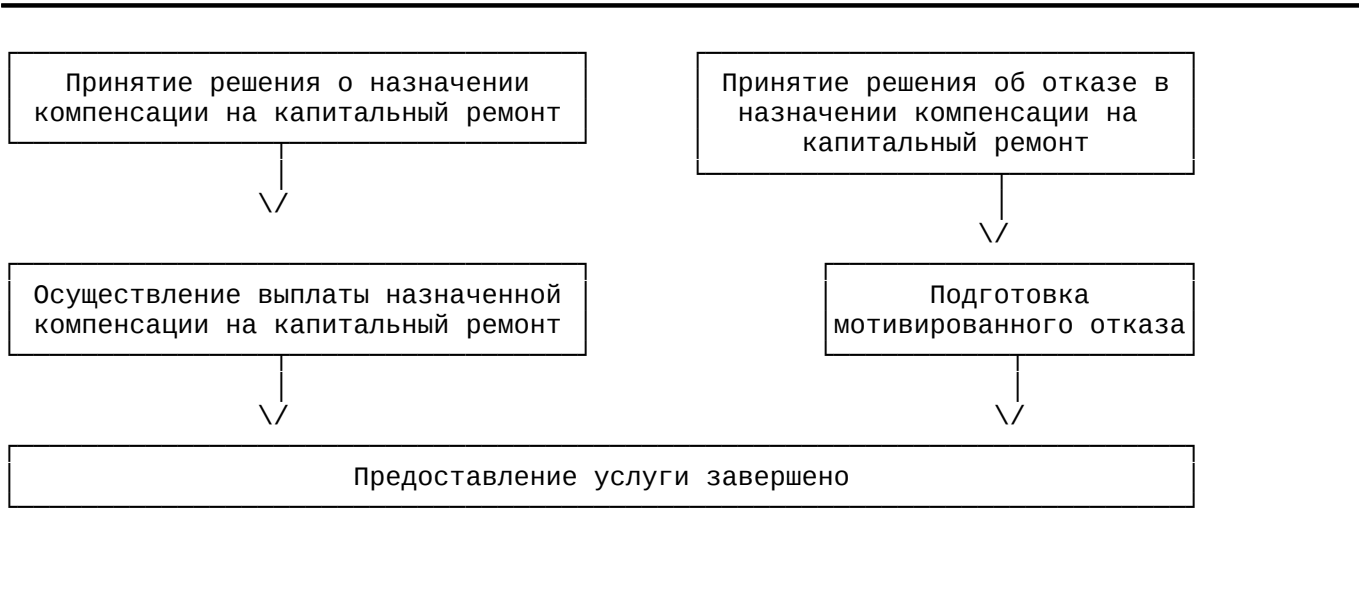 Принятие решения о назначении
компенсации на капитальный ремонт
Принятие решения об отказе в
назначении компенсации на
капитальный ремонт
Осуществление выплаты назначенной
компенсации на капитальный ремонт
Подготовка
мотивированного отказа
Предоставление услуги завершено